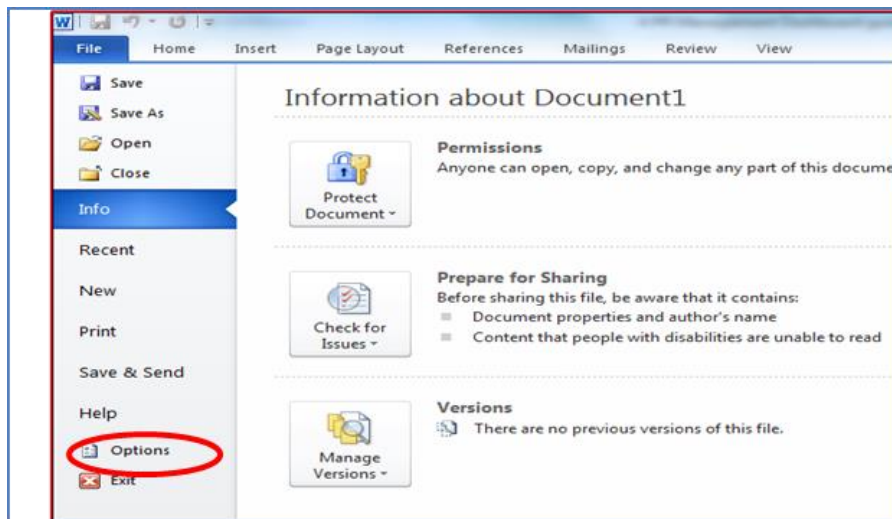 File Home Insert Page Layout References Mailings Review View
Save
Save As
Open
Close
Info
Recent
New
Print
Save & Send
Help
Options
Exit
Information about Document1
Protect
Document
Permissions
Anyone can open, copy, and change any part of this docume
Check for
Issues
Prepare for Sharing
Before sharing this file, be aware that it contains:
Document properties and author's name
Content that people with disabilities are unable to read
Manage
Versions
Versions
There are no previous versions of this file.